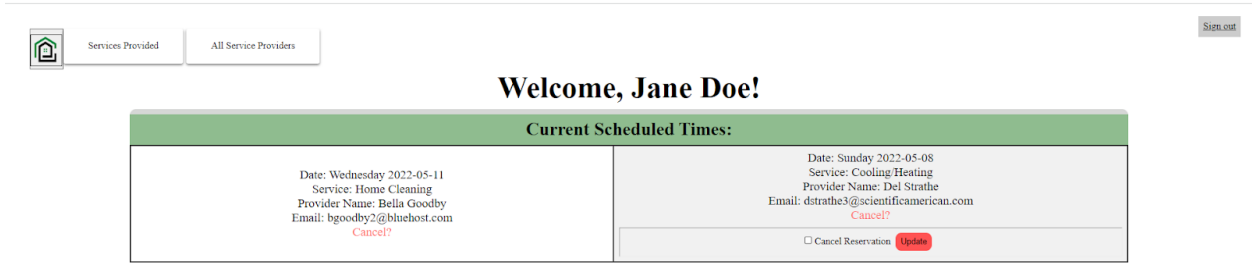 Sign out
Services Provided
All Service Providers
Welcome, Jane Doe!
Current Scheduled Times:
Date: Wednesday 2022-05-11
Service: Home Cleaning
Provider Name: Bella Goodby
Email: bgoodby2@bluehost.com
Cancel?
Date: Sunday 2022-05-08
Service: Cooling/Heating
Provider Name: Del Strathe
Email: dstrathe3@scientificamerican.com
Cancel?
Cancel Reservation Update